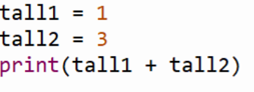 tall1 = 1
tall2 = 3
print(tall1 + tall2)